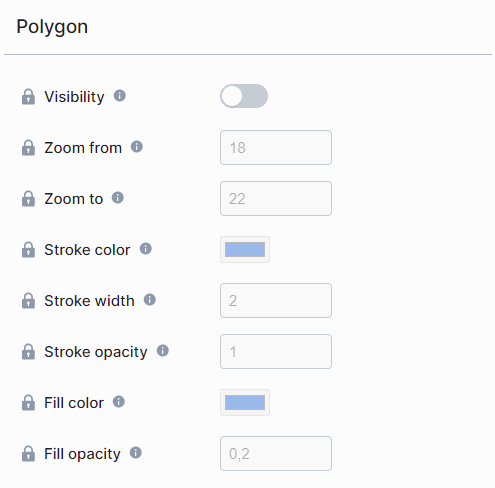 Polygon
Visibility
Zoom from 18
Zoom to 22
Stroke color
Stroke width 2
Stroke opacity 1
Fill color
Fill opacity 0,2